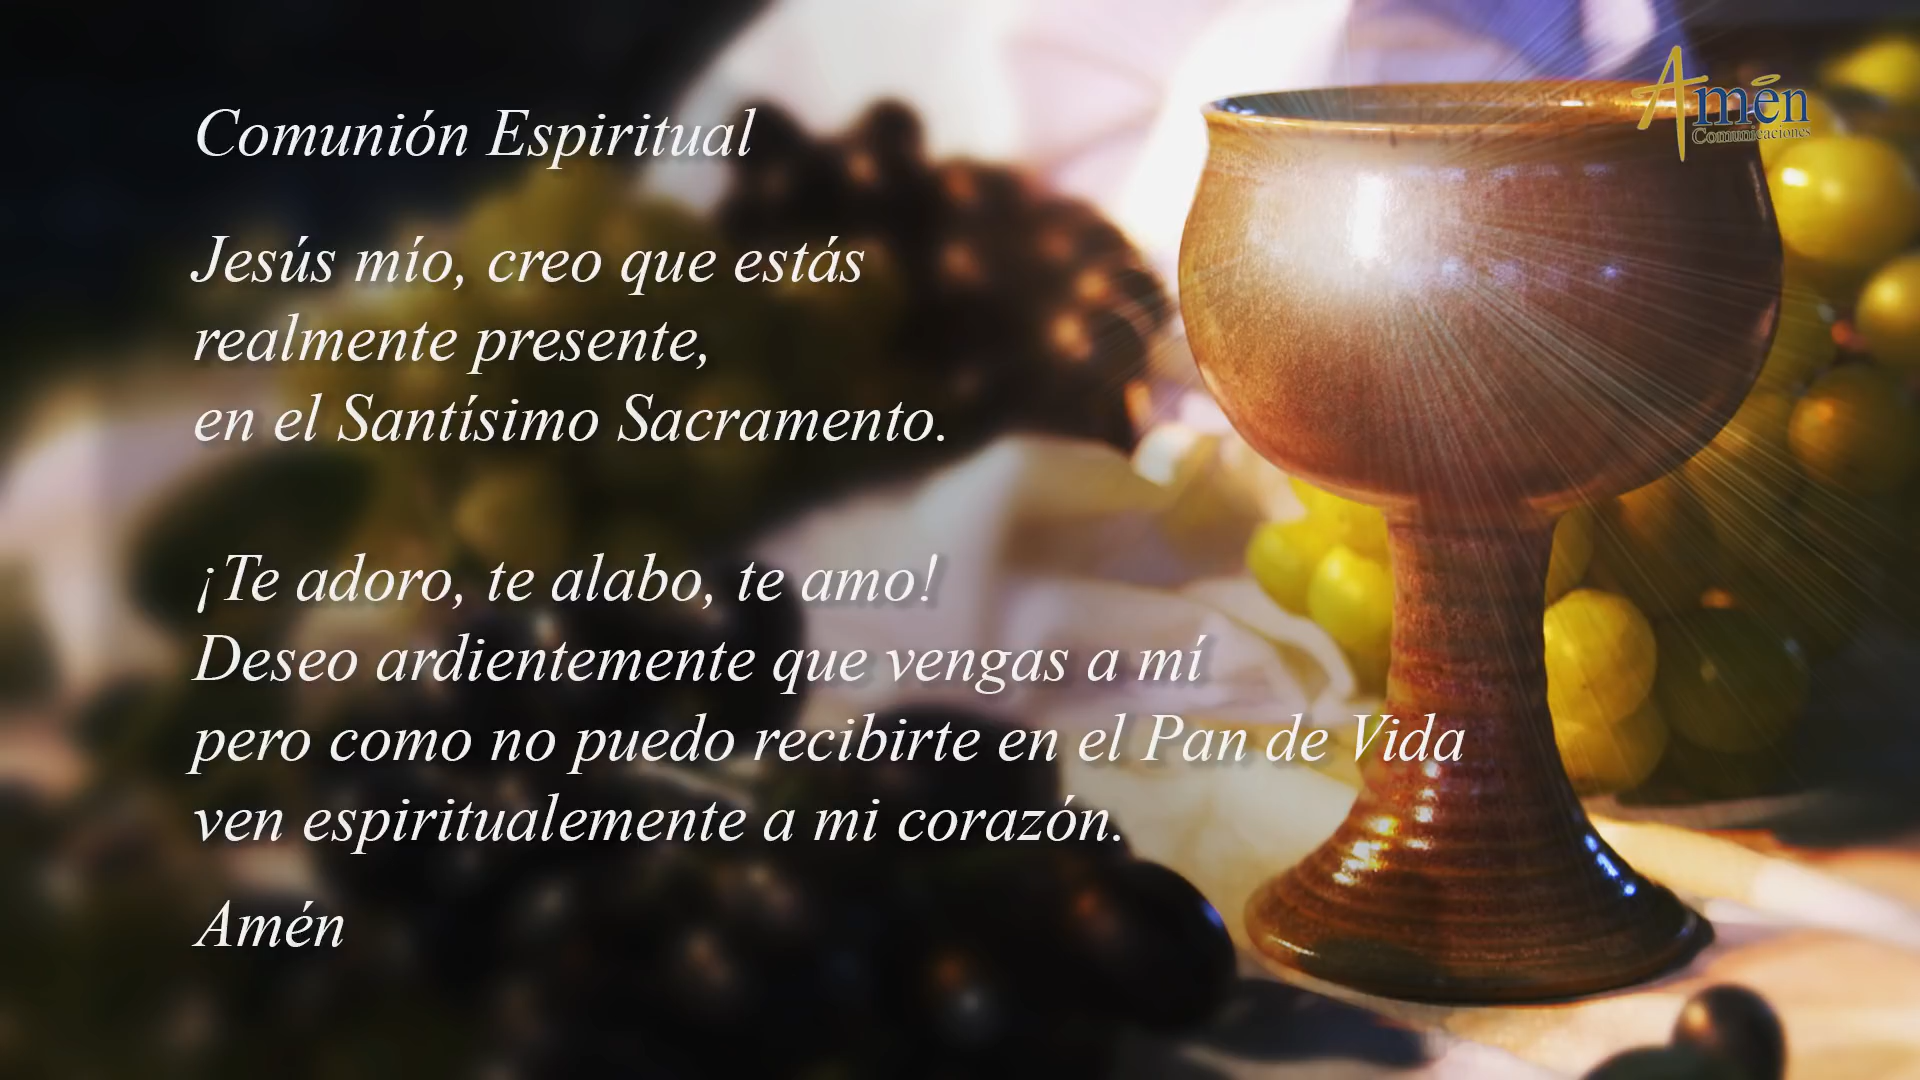 Amén
Comunicaciones
Comunión Espiritual
Jesús mío, creo que estás
realmente presente,
en el Santísimo Sacramento.
¡Te adoro, te alabo, te amo!
Deseo ardientemente que vengas a mí
pero como no puedo recibirte en el Pan de Vida
ven espiritualemente a mi corazón.
Amén